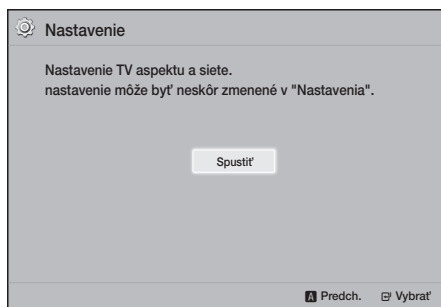 Nastavenie
Nastavenie TV aspektu a siete.
nastavenie môže byť neskôr zmenené v "Nastavenia".
Spustiť
A Predch. Vybrať